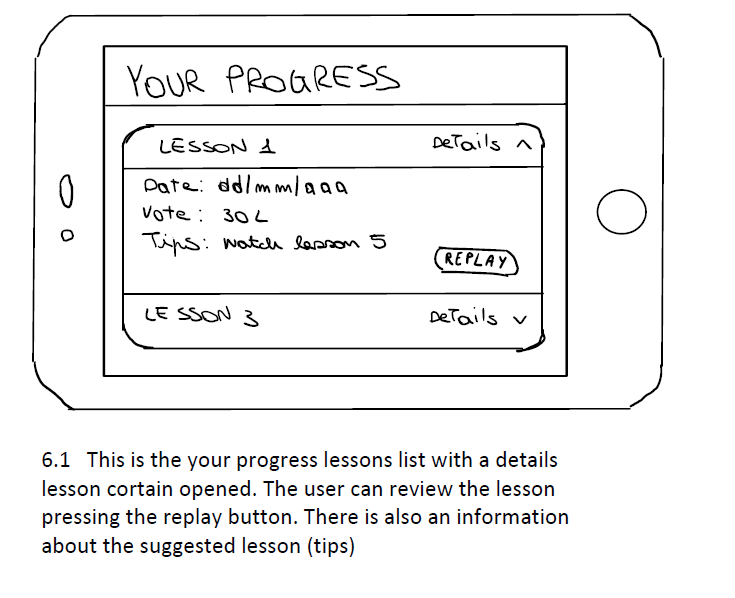 YOUR PROGRESS
LESSON 1 Details ^
Date: dd/mm/aaa
Vote: 30 L
Tips: Watch lesson 5
REPLAY
LESSON 3 Details v
6.1 This is the your progress lessons list with a details
lesson cortain opened. The user can review the lesson
pressing the replay button. There is also an information
about the suggested lesson (tips)